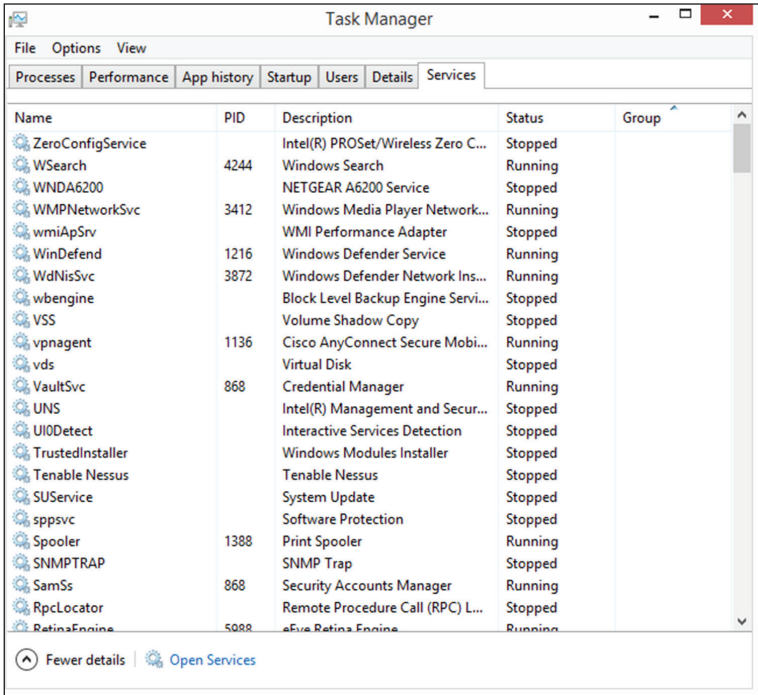 Task Manager
File Options View
Processes Performance App history Startup Users Details Services
Name PID Description Status Group
ZeroConfigService Intel(R) PROSet/Wireless Zero C... Stopped
WSearch 4244 Windows Search Running
WNDA6200 NETGEAR A6200 Service Stopped
WMPNetworkSvc 3412 Windows Media Player Network... Running
wmiApSrv WMI Performance Adapter Stopped
WinDefend 1216 Windows Defender Service Running
WdNisSvc 3872 Windows Defender Network Ins... Running
wbengine Block Level Backup Engine Servi... Stopped
VSS Volume Shadow Copy Stopped
vpnagent 1136 Cisco AnyConnect Secure Mobi... Running
vds Virtual Disk Stopped
VaultSvc 868 Credential Manager Running
UNS Intel(R) Management and Secur... Stopped
UI0Detect Interactive Services Detection Stopped
TrustedInstaller Windows Modules Installer Stopped
Tenable Nessus Tenable Nessus Stopped
SUService System Update Stopped
sppsvc Software Protection Stopped
Spooler 1388 Print Spooler Running
SNMPTRAP SNMP Trap Stopped
SamSs 868 Security Accounts Manager Running
RpcLocator Remote Procedure Call (RPC) L... Stopped
RetinaEngine 5988 eEye Retina Engine Running
Fewer details Open Services